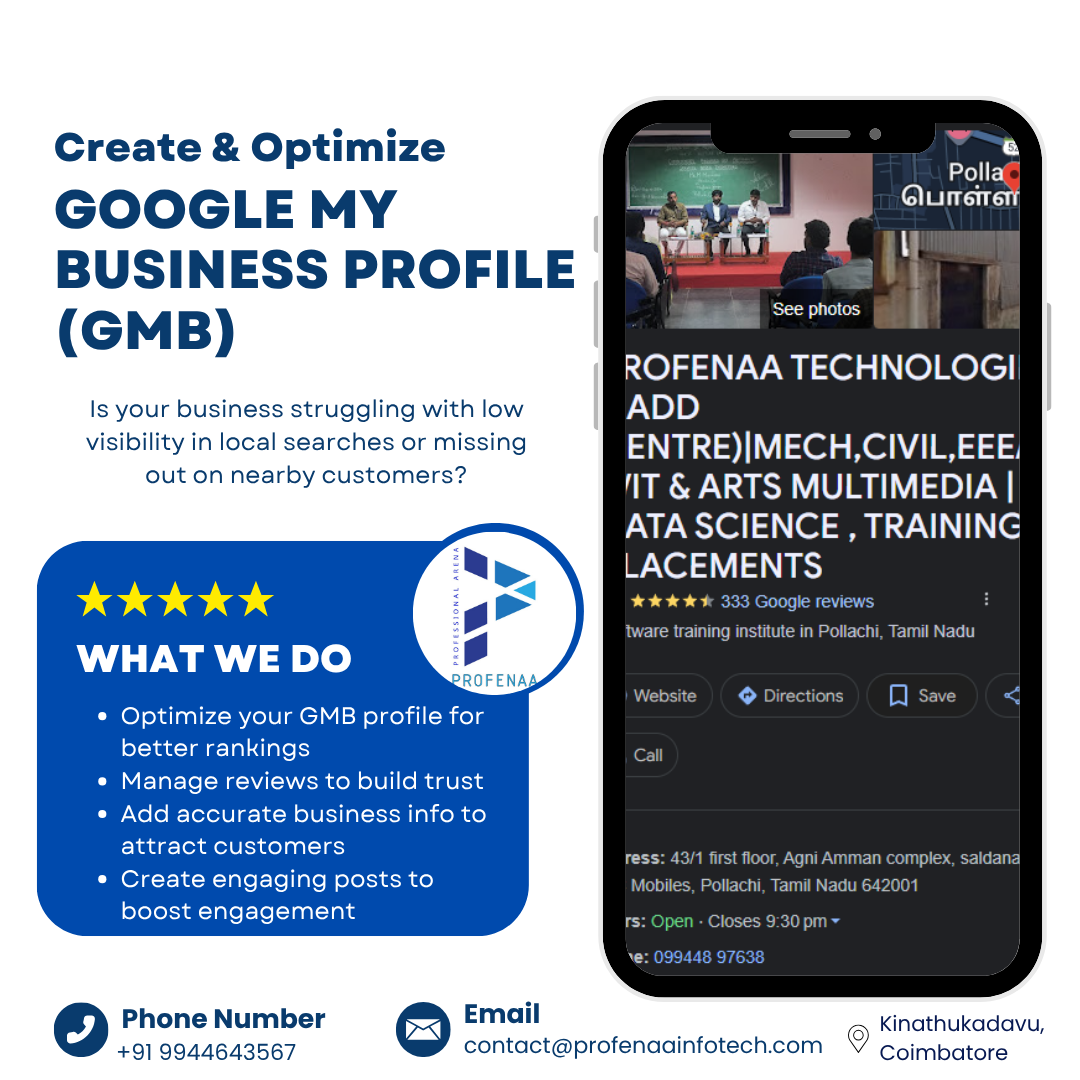 Create & Optimize
GOOGLE MY
BUSINESS PROFILE
(GMB)
Is your business struggling with low
visibility in local searches or missing
out on nearby customers?
WHAT WE DO
• Optimize your GMB profile for
better rankings
• Manage reviews to build trust
• Add accurate business info to
attract customers
• Create engaging posts to
boost engagement
PROFESSIONAL ARENA
PROFENAA
52
Polla
பொள்ள
See photos
ROFENAA TECHNOLOGI
ADD
ENTRE)|MECH,CIVIL,EEE
IT & ARTS MULTIMEDIA |
ATA SCIENCE , TRAINING
LACEMENTS
333 Google reviews
tware training institute in Pollachi, Tamil Nadu
Website
Directions
Save
Call
ress: 43/1 first floor, Agni Amman complex, saldana
Mobiles, Pollachi, Tamil Nadu 642001
rs: Open · Closes 9:30 pm
e: 099448 97638
Phone Number
+91 9944643567
Email
contact@profenaainfotech.com
Kinathukadavu,
Coimbatore